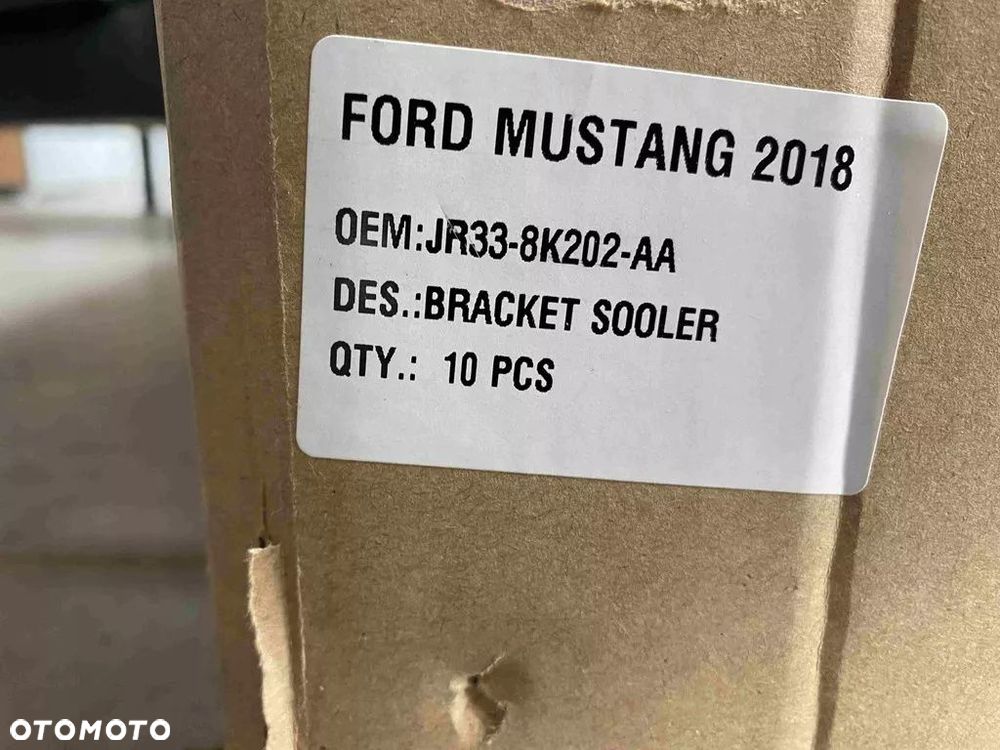 FORD MUSTANG 2018
OEM:JR33-8K202-AA
DES.:BRACKET SOOLER
QTY.: 10 PCS
OTOMOTO